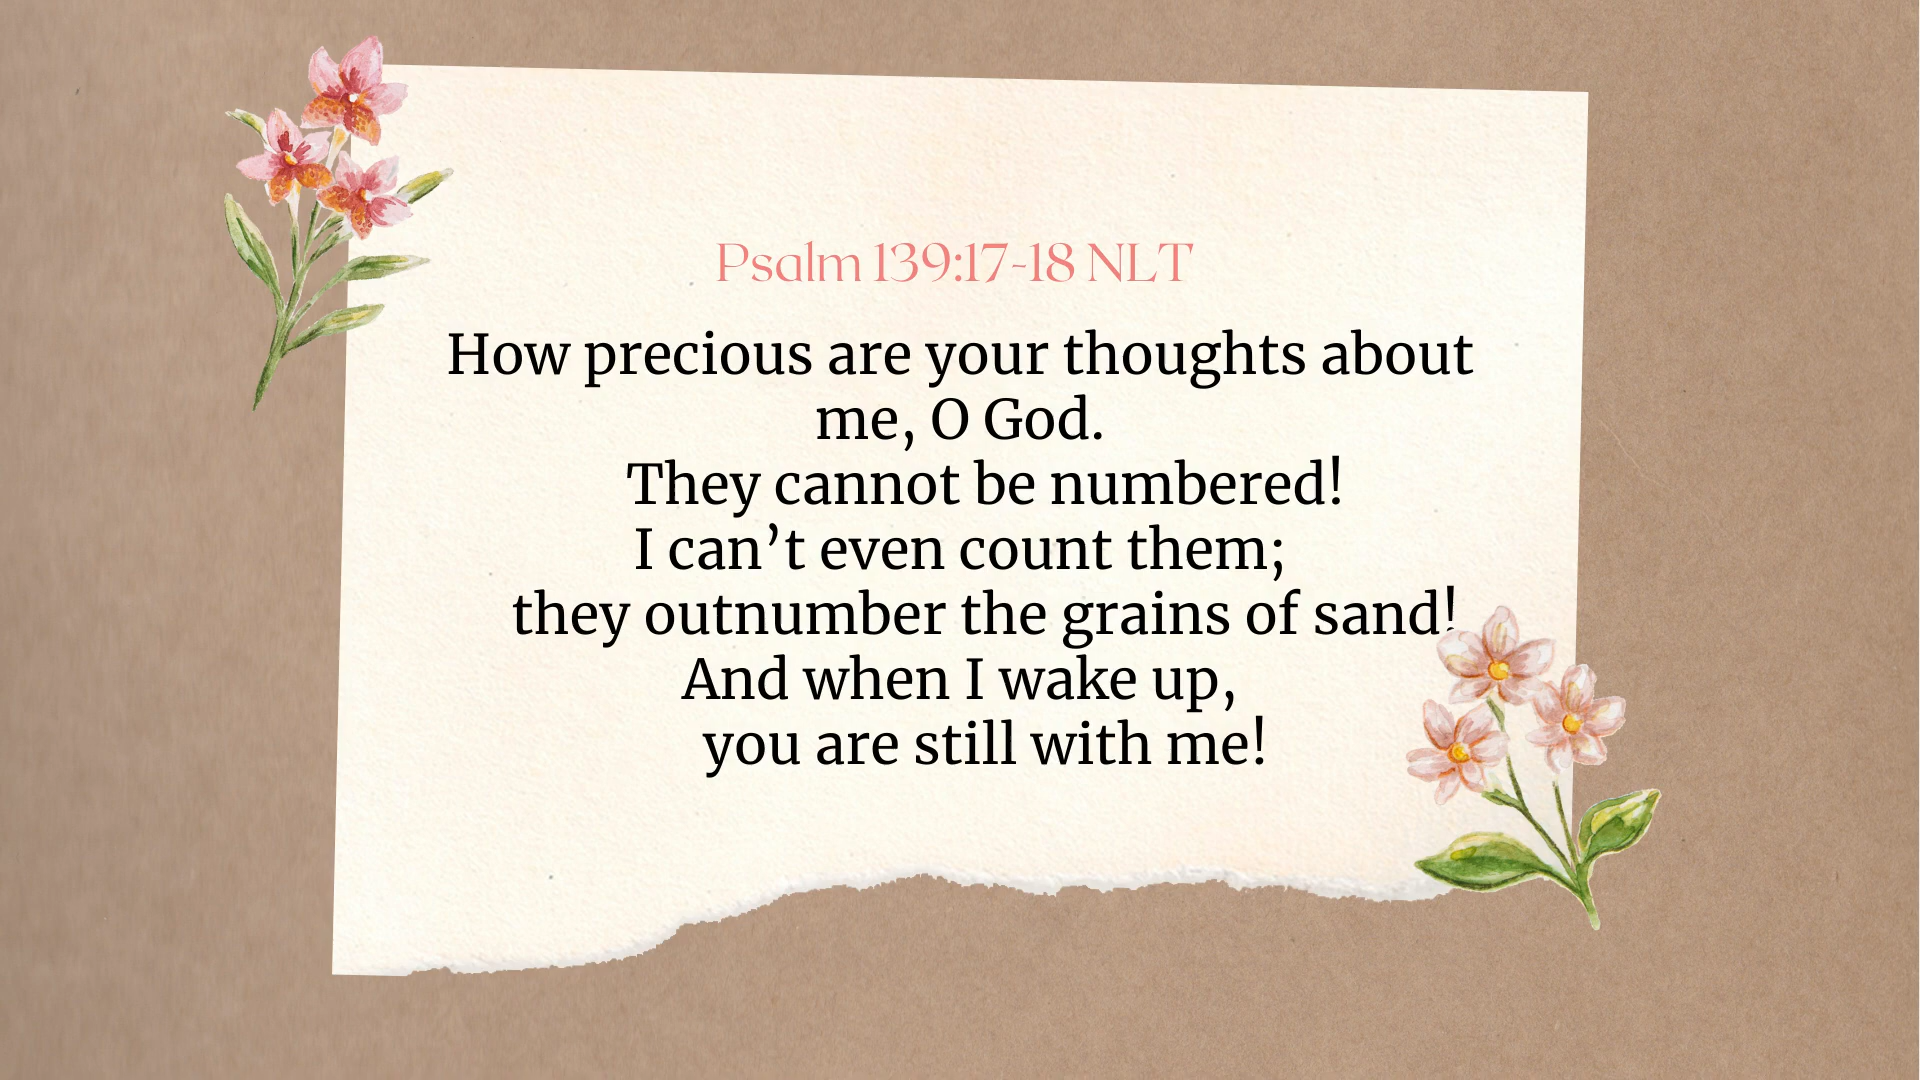 Psalm 139:17-18 NLT
How precious are your thoughts about
me, O God.
They cannot be numbered!
I can’t even count them;
they outnumber the grains of sand!
And when I wake up,
you are still with me!